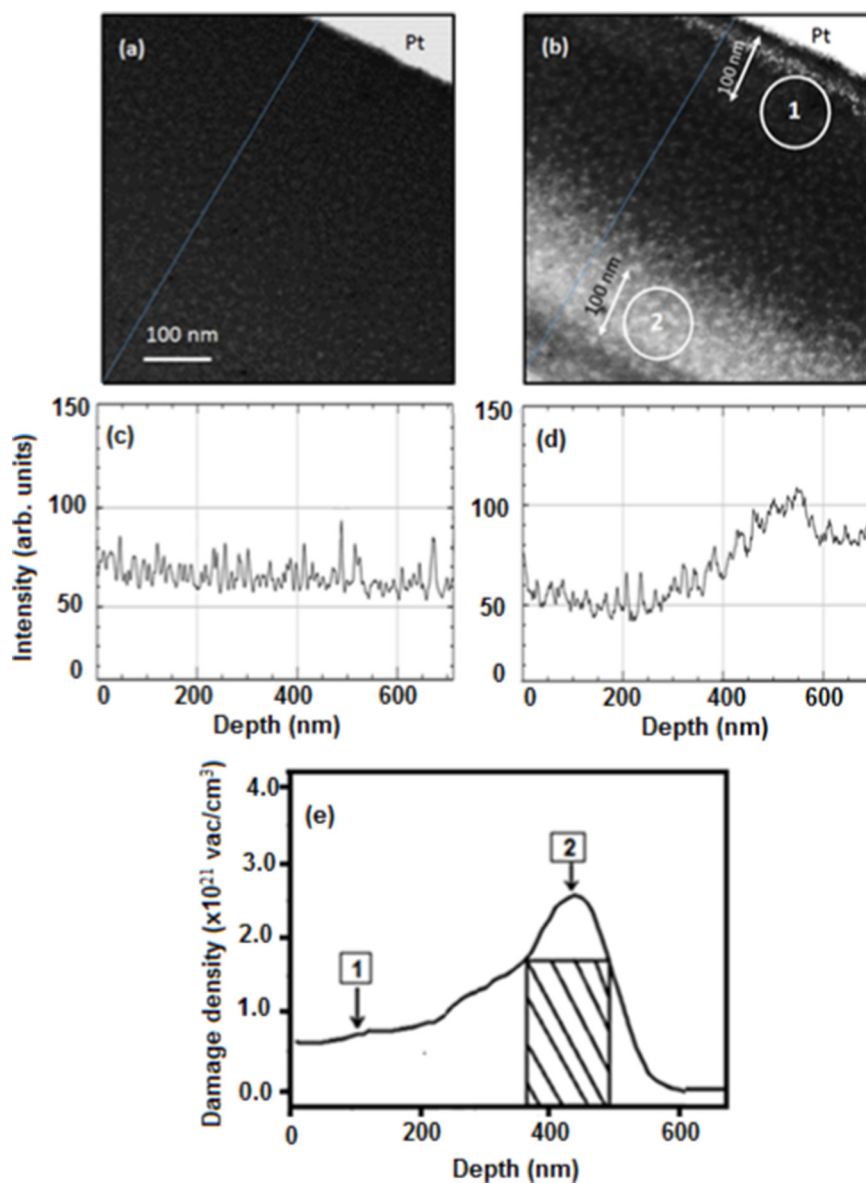 (a)
Pt
(b)
Pt
100 nm
1
100 nm
100 nm
2
150
100
50
0
Intensity (arb. units)
(c)
0
200
400
600
Depth (nm)
150
100
50
0
(d)
0
200
400
600
Depth (nm)
4.0
3.0
2.0
1.0
0.0
Damage density (x10²¹ vac/cm³)
(e)
1
2
0
200
400
600
Depth (nm)